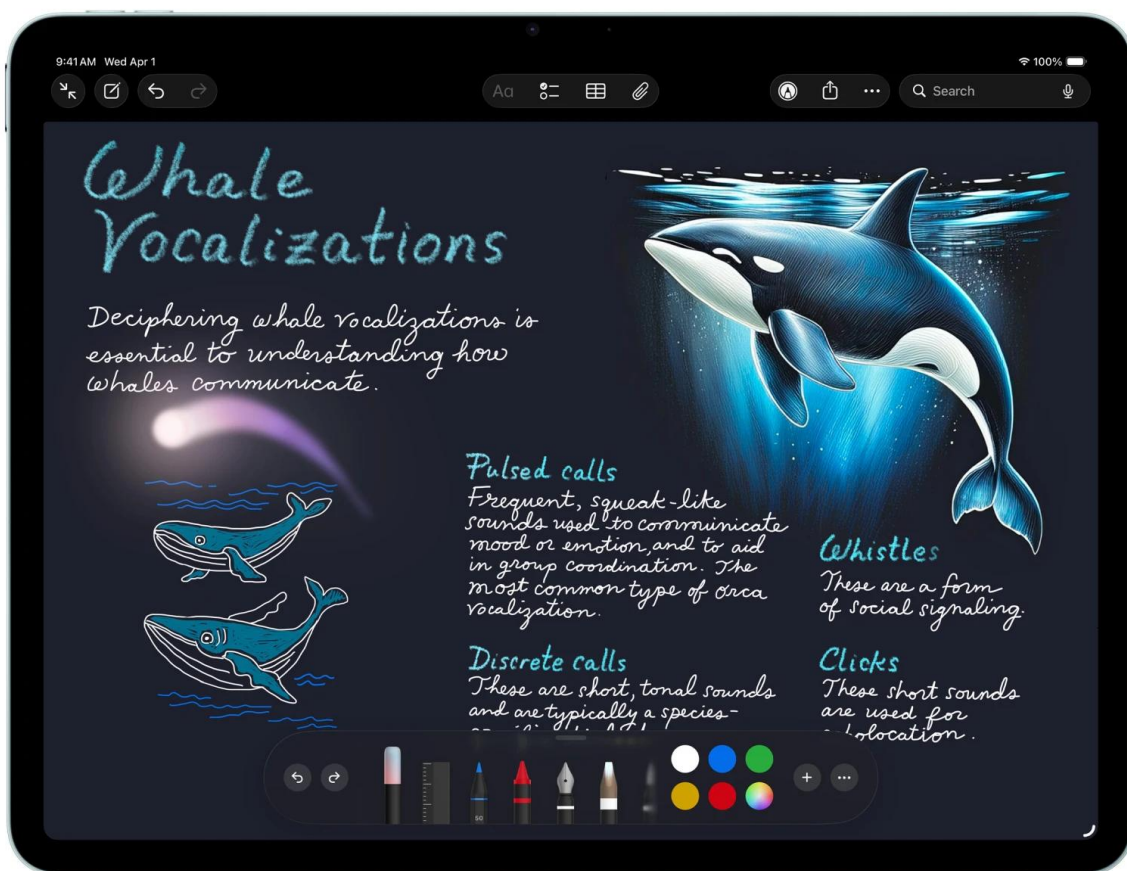 9:41 AM Wed Apr 1
100%
Aa
Search
Whale
Vocalizations
Deciphering whale vocalizations is
essential to understanding how
whales communicate.
Pulsed calls
Frequent, squeak-like
sounds used to communicate
mood or emotion, and to aid
in group coordination. The
most common type of orca
vocalization.
Discrete calls
These are short, tonal sounds
and are typically a species-
Whistles
These are a form
of social signaling.
Clicks
These short sounds
are used for
echolocation.
50